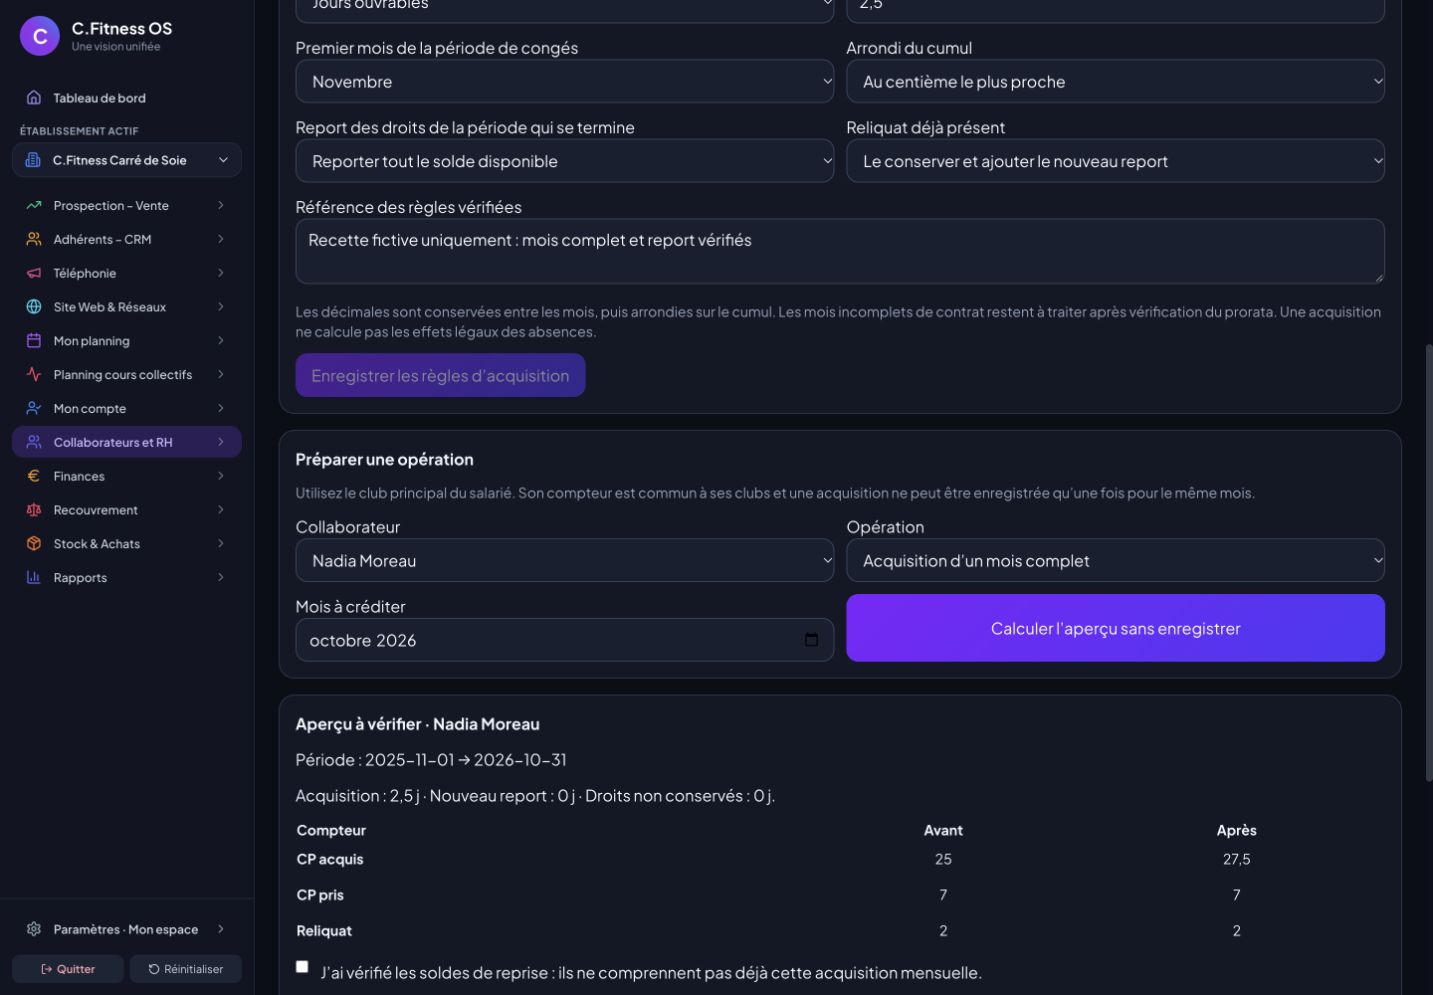 C
C.Fitness OS
Une vision unifiée
Tableau de bord
ÉTABLISSEMENT ACTIF
C.Fitness Carré de Soie
Prospection – Vente
Adhérents – CRM
Téléphonie
Site Web & Réseaux
Mon planning
Planning cours collectifs
Mon compte
Collaborateurs et RH
Finances
Recouvrement
Stock & Achats
Rapports
Paramètres · Mon espace
Quitter
Réinitialiser
Jours ouvrables
2,5
Premier mois de la période de congés
Arrondi du cumul
Novembre
Au centième le plus proche
Report des droits de la période qui se termine
Reliquat déjà présent
Reporter tout le solde disponible
Le conserver et ajouter le nouveau report
Référence des règles vérifiées
Recette fictive uniquement : mois complet et report vérifiés
Les décimales sont conservées entre les mois, puis arrondies sur le cumul. Les mois incomplets de contrat restent à traiter après vérification du prorata. Une acquisition
ne calcule pas les effets légaux des absences.
Enregistrer les règles d’acquisition
Préparer une opération
Utilisez le club principal du salarié. Son compteur est commun à ses clubs et une acquisition ne peut être enregistrée qu’une fois pour le même mois.
Collaborateur
Opération
Nadia Moreau
Acquisition d’un mois complet
Mois à créditer
octobre 2026
Calculer l’aperçu sans enregistrer
Aperçu à vérifier · Nadia Moreau
Période : 2025-11-01 → 2026-10-31
Acquisition : 2,5 j · Nouveau report : 0 j · Droits non conservés : 0 j.
Compteur Avant Après
CP acquis 25 27,5
CP pris 7 7
Reliquat 2 2
J’ai vérifié les soldes de reprise : ils ne comprennent pas déjà cette acquisition mensuelle.